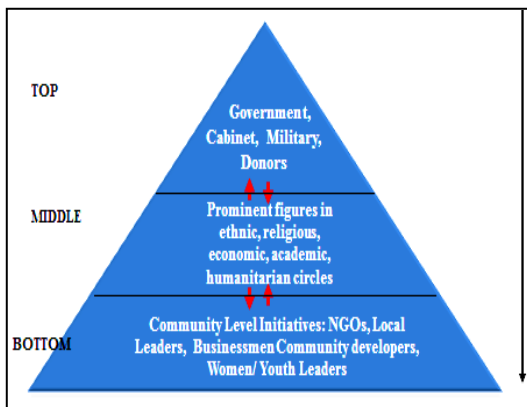 TOP
Government,
Cabinet, Military,
Donors
MIDDLE
Prominent figures in
ethnic, religious,
economic, academic,
humanitarian circles
BOTTOM
Community Level Initiatives: NGOs, Local
Leaders, Businessmen Community developers,
Women/ Youth Leaders